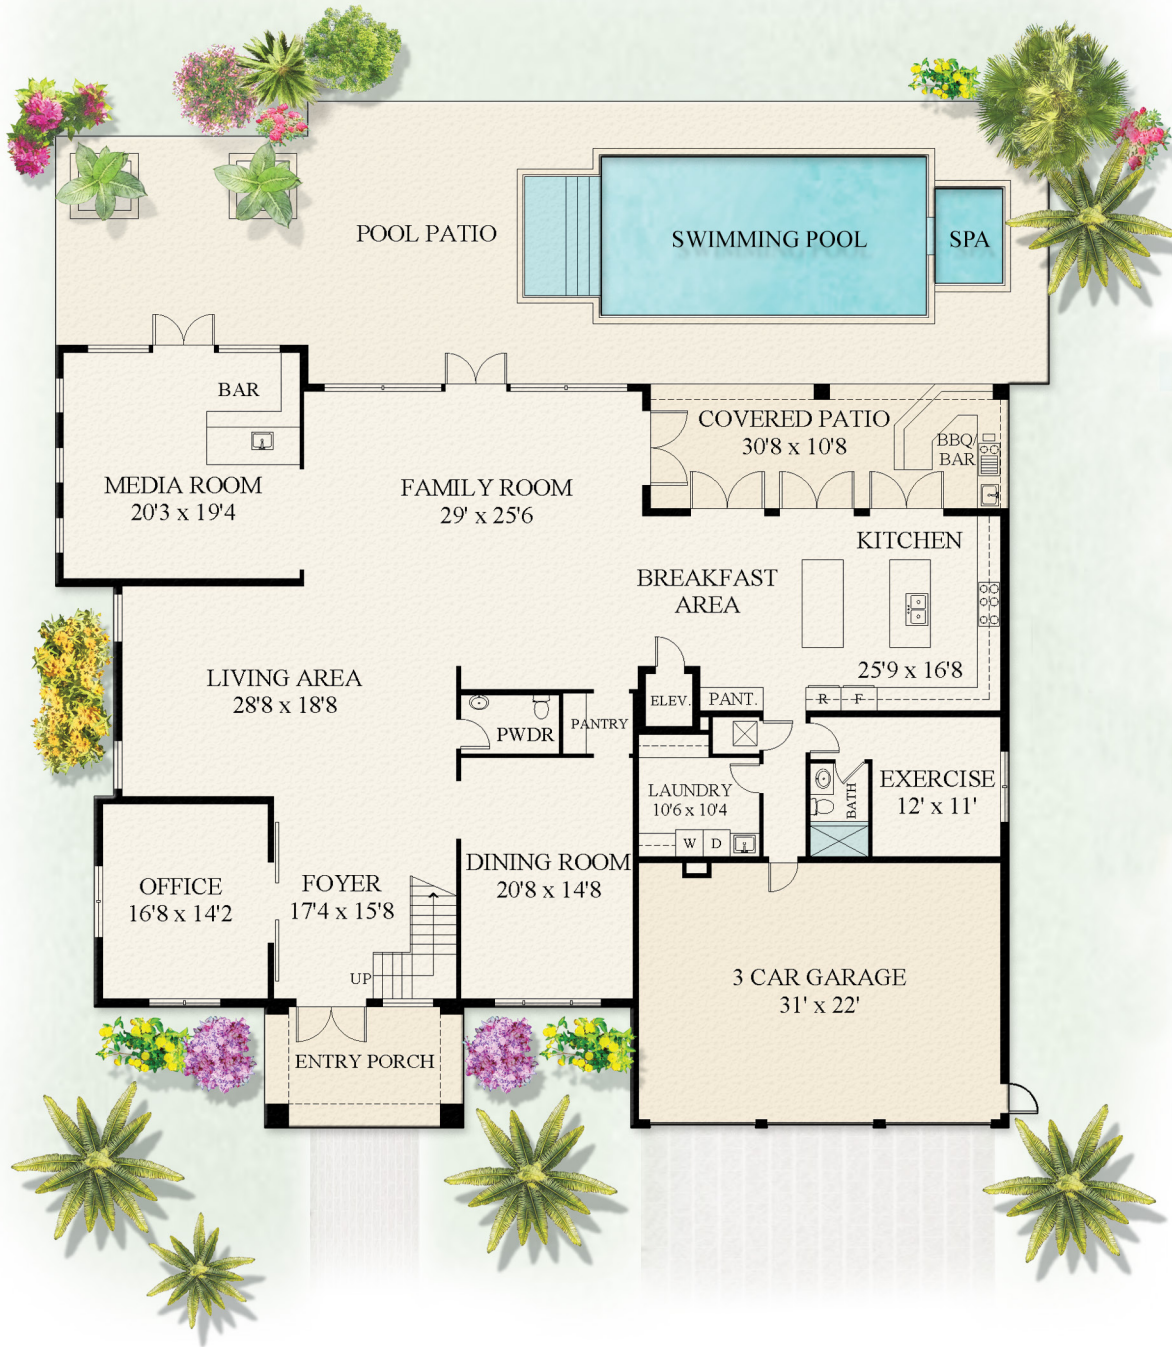 POOL PATIO
SWIMMING POOL
SPA
BAR
COVERED PATIO
30'8 x 10'8
BBQ/
BAR
MEDIA ROOM
20'3 x 19'4
FAMILY ROOM
29' x 25'6
KITCHEN
BREAKFAST
AREA
25'9 x 16'8
LIVING AREA
28'8 x 18'8
ELEV.
PANT.
R
F
PWDR
PANTRY
LAUNDRY
10'6 x 10'4
BATH
EXERCISE
12' x 11'
W
D
OFFICE
16'8 x 14'2
FOYER
17'4 x 15'8
DINING ROOM
20'8 x 14'8
UP
3 CAR GARAGE
31' x 22'
ENTRY PORCH